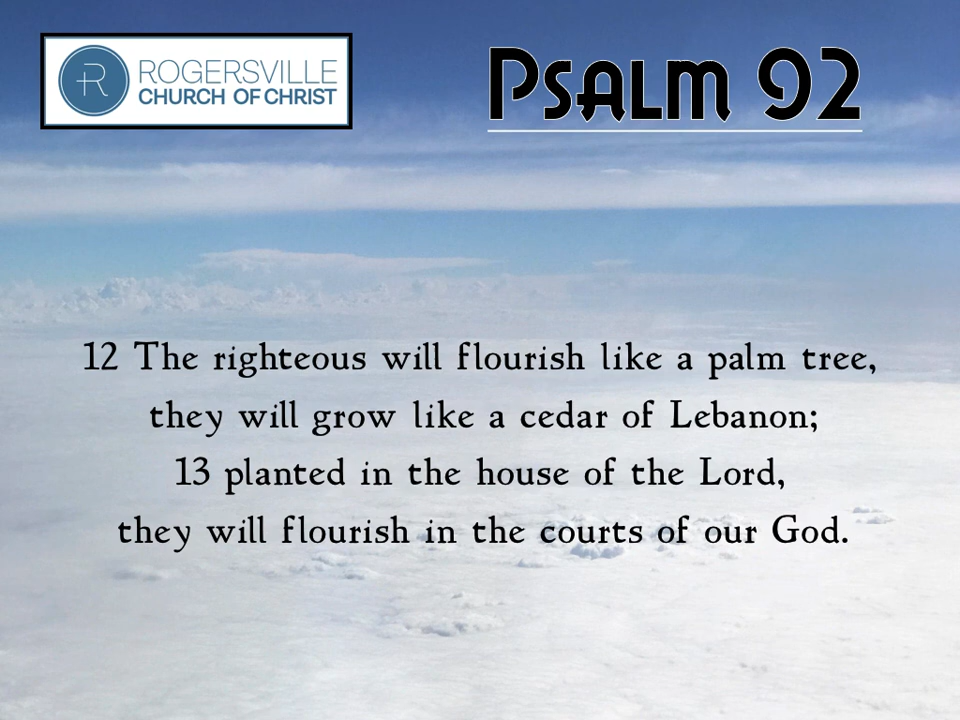 R
ROGERSVILLE
CHURCH OF CHRIST
Psalm 92
12 The righteous will flourish like a palm tree,
they will grow like a cedar of Lebanon;
13 planted in the house of the Lord,
they will flourish in the courts of our God.